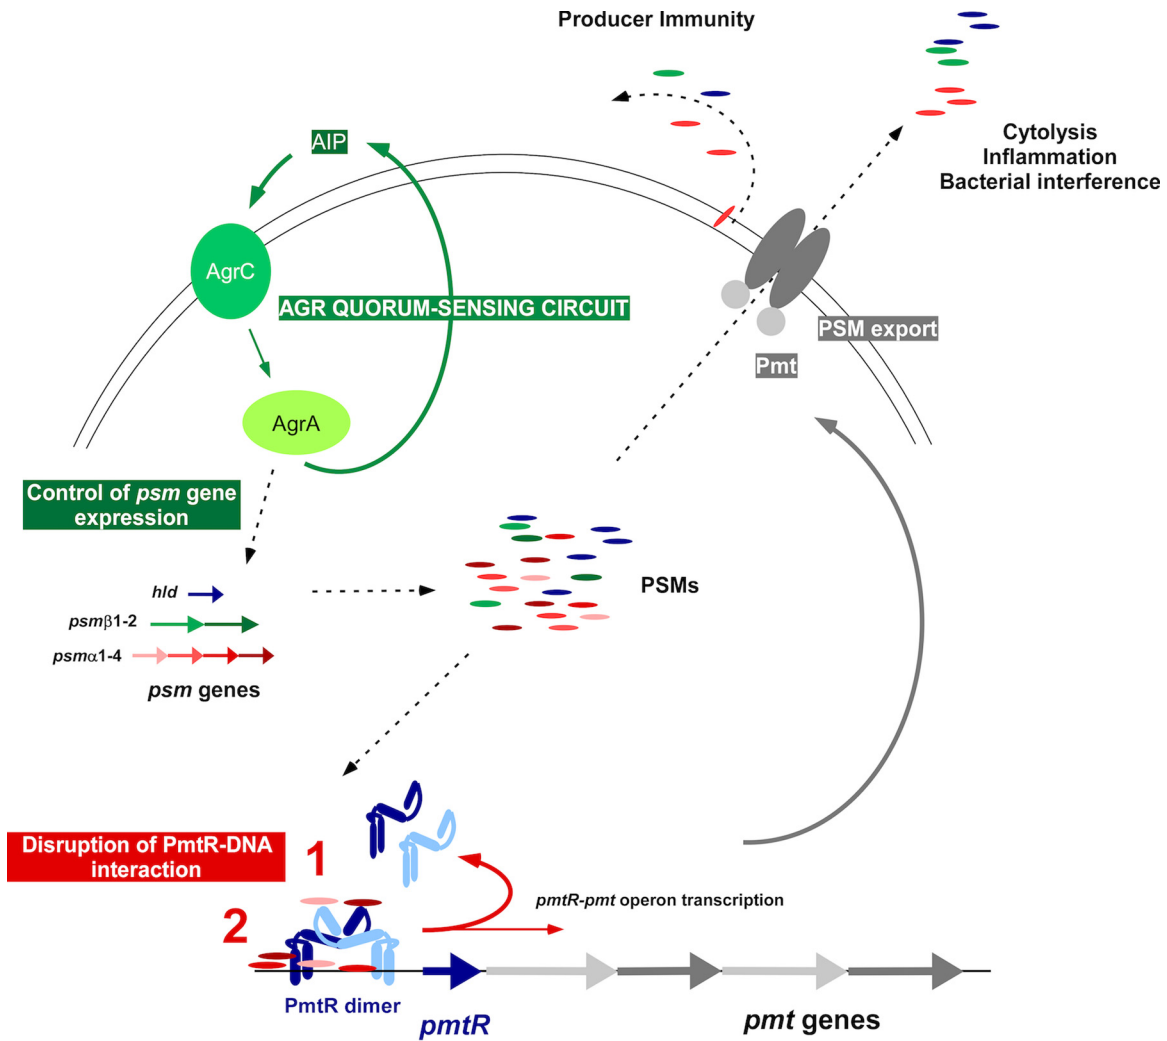 Producer Immunity
Cytolysis
Inflammation
Bacterial interference
AIP
AgrC
AGR QUORUM-SENSING CIRCUIT
PSM export
Pmt
AgrA
Control of psm gene
expression
hld
psmβ1-2
psmα1-4
psm genes
PSMs
Disruption of PmtR-DNA
interaction
1
2
pmtR-pmt operon transcription
PmtR dimer
pmtR
pmt genes